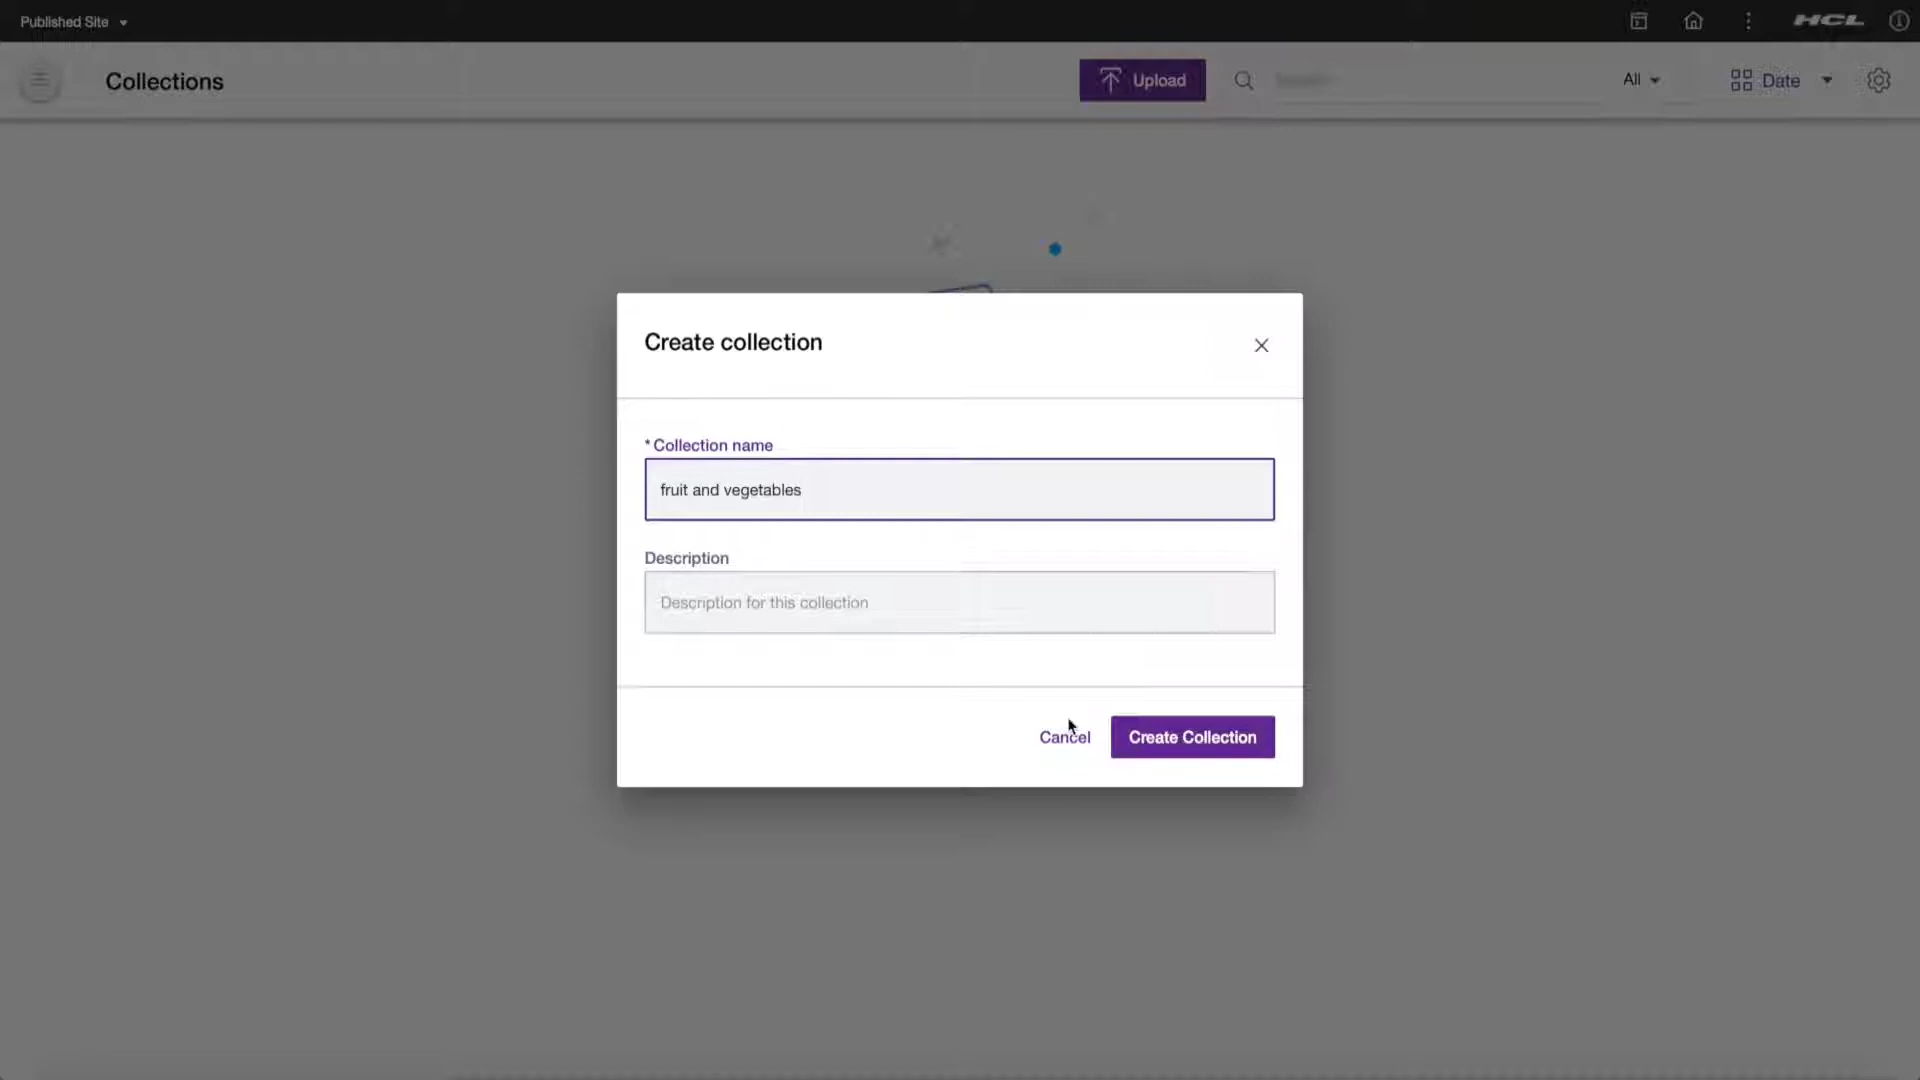 Published Site
HCL
Collections
Upload
All
Date
Create collection
* Collection name
fruit and vegetables
Description
Description for this collection
Cancel
Create Collection